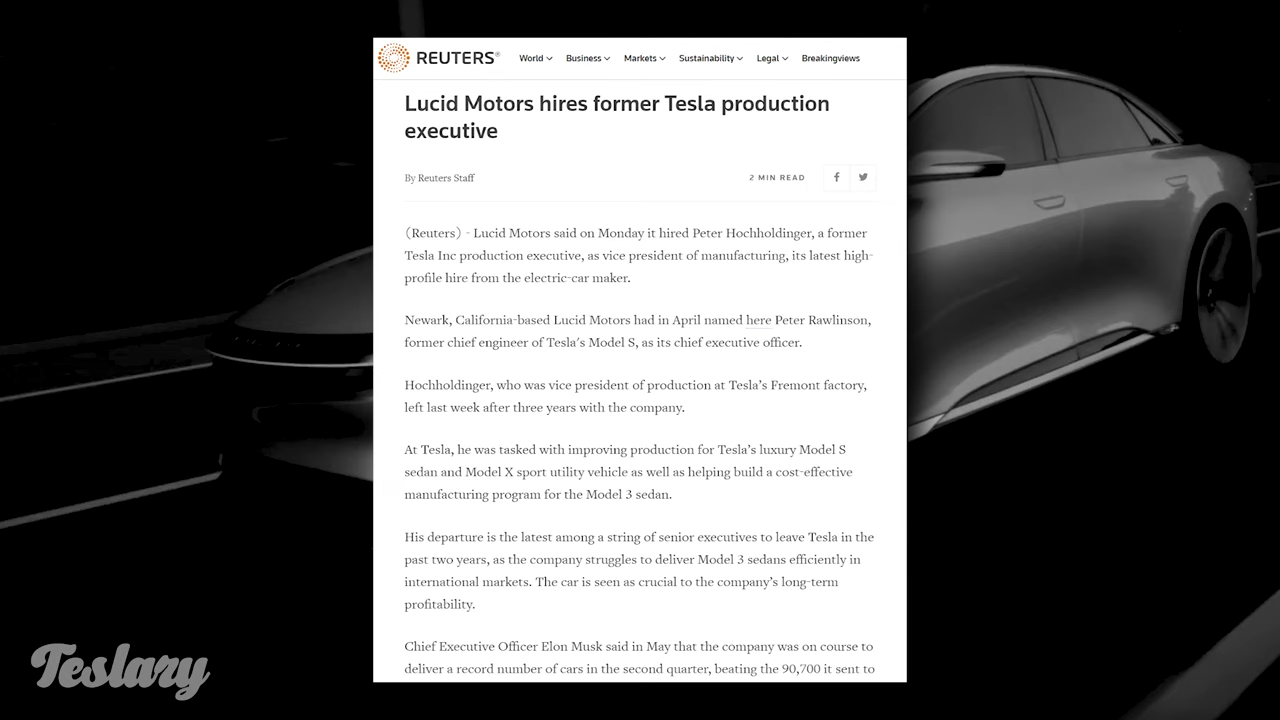 REUTERS®
World Business Markets Sustainability Legal Breakingviews
Lucid Motors hires former Tesla production
executive
By Reuters Staff
2 MIN READ
(Reuters) - Lucid Motors said on Monday it hired Peter Hochholdinger, a former
Tesla Inc production executive, as vice president of manufacturing, its latest high-
profile hire from the electric-car maker.
Newark, California-based Lucid Motors had in April named here Peter Rawlinson,
former chief engineer of Tesla's Model S, as its chief executive officer.
Hochholdinger, who was vice president of production at Tesla’s Fremont factory,
left last week after three years with the company.
At Tesla, he was tasked with improving production for Tesla’s luxury Model S
sedan and Model X sport utility vehicle as well as helping build a cost-effective
manufacturing program for the Model 3 sedan.
His departure is the latest among a string of senior executives to leave Tesla in the
past two years, as the company struggles to deliver Model 3 sedans efficiently in
international markets. The car is seen as crucial to the company’s long-term
profitability.
Chief Executive Officer Elon Musk said in May that the company was on course to
deliver a record number of cars in the second quarter, beating the 90,700 it sent to
Teslary